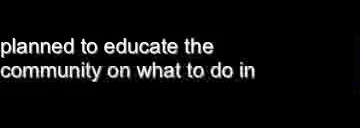 planned to educate the
community on what to do in